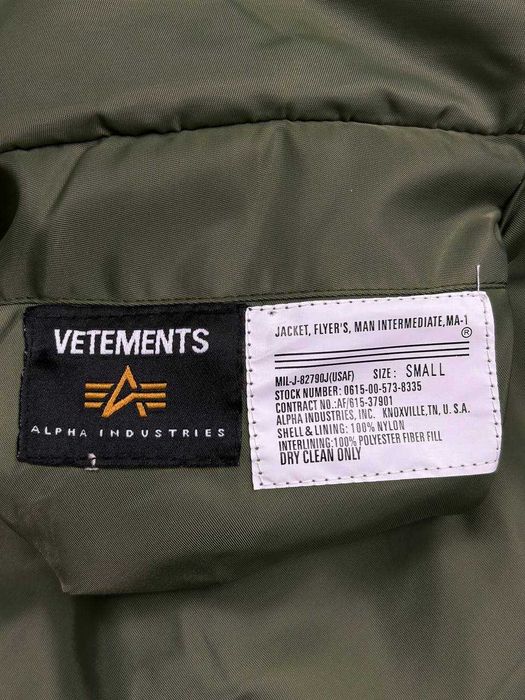 VETEMENTS
ALPHA INDUSTRIES
JACKET, FLYER'S, MAN INTERMEDIATE,MA-1
®
MIL-J-82790J(USAF) SIZE: SMALL
STOCK NUMBER: 0615-00-573-8335
CONTRACT NO.:AF/615-37901
ALPHA INDUSTRIES, INC. KNOXVILLE,TN, U.S.A.
SHELL & LINING: 100% NYLON
INTERLINING:100% POLYESTER FIBER FILL
DRY CLEAN ONLY